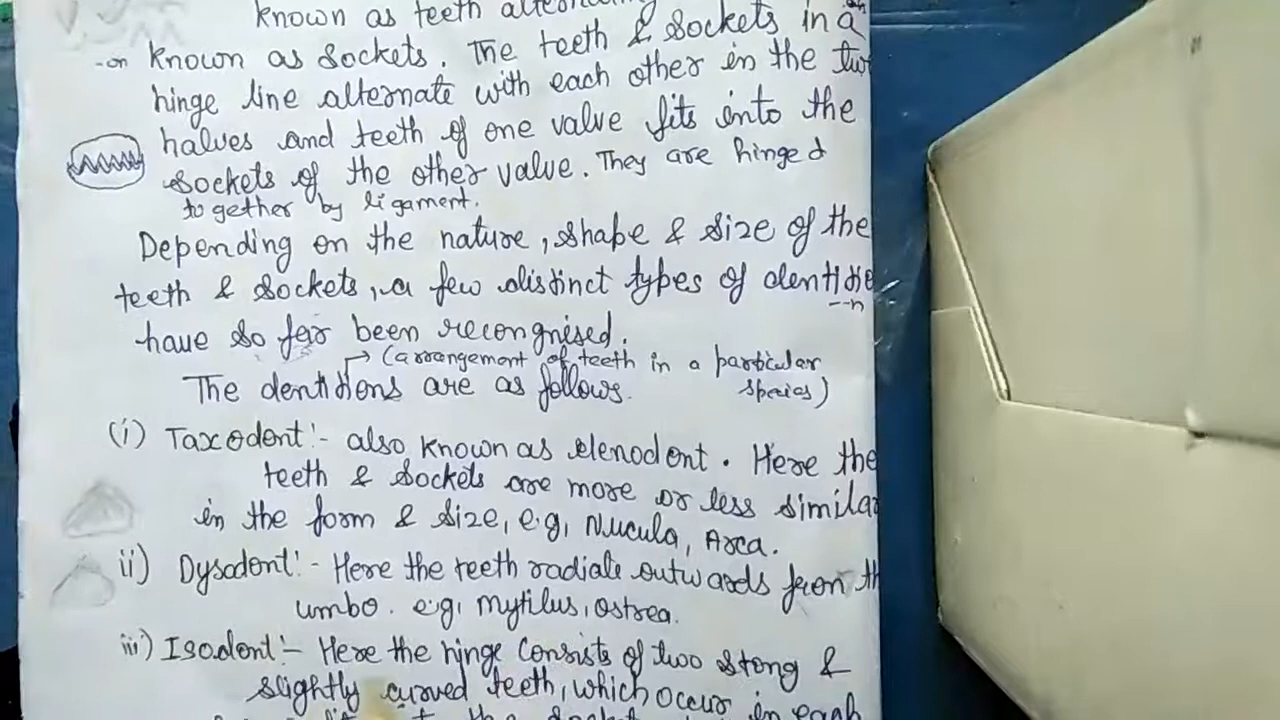 known as teeth
-on known as sockets. The teeth & sockets in a
hinge line alternate with each other in the two
halves and teeth of one valve fits into the
sockets of the other valve. They are hinged
together by ligament.
Depending on the nature, shape & size of the
teeth & sockets, a few distinct types of dentitio
--n
have so far been recongnised.
→ (arrangement of teeth in a particular
The dentitions are as follows. species)
(i) Taxodont:- also known as elenodont. Here the
teeth & sockets are more or less similar
in the form & size, e.g, Nucula, Arca.
ii) Dysodont:- Here the teeth radiate outwards from th
umbo. e.g, mytilus, ostrea.
iii) Isodont:- Here the hinge consists of two stong &
slightly curved teeth, which occur in each